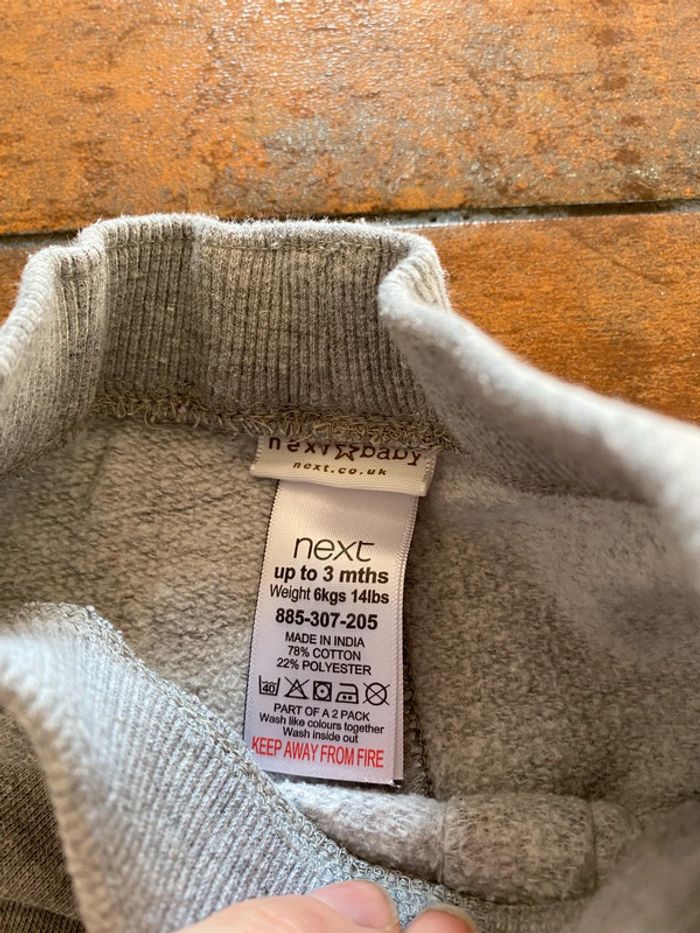 next☆baby
next.co.uk
next
up to 3 mths
Weight 6kgs 14lbs
885-307-205
MADE IN INDIA
78% COTTON
22% POLYESTER
40
PART OF A 2 PACK
Wash like colours together
Wash inside out
KEEP AWAY FROM FIRE